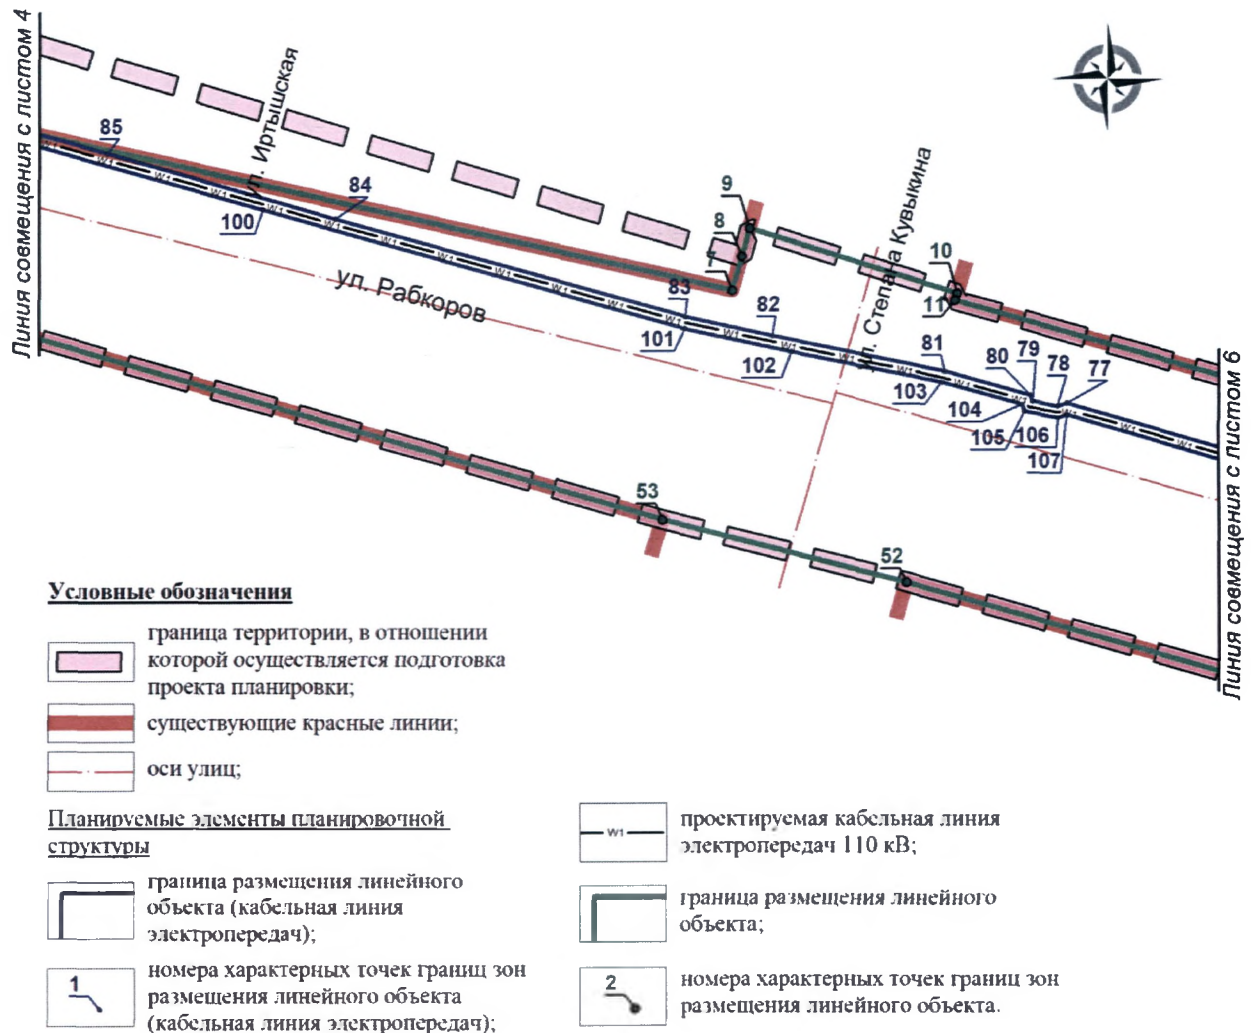 Линия совмещения с листом 4
85
ул. Иртышская
84
100
ул. Рабкоров
9
8
7
ул. Степана Кувыкина
10
11
83
82
101
102
81
80
79
78
77
103
104
105
106
107
53
52
Линия совмещения с листом 6
W1
Условные обозначения
граница территории, в отношении
которой осуществляется подготовка
проекта планировки;
существующие красные линии;
оси улиц;
Планируемые элементы планировочной
структуры
граница размещения линейного
объекта (кабельная линия
электропередач);
1
номера характерных точек границ зон
размещения линейного объекта
(кабельная линия электропередач);
W1
проектируемая кабельная линия
электропередач 110 кВ;
граница размещения линейного
объекта;
2
номера характерных точек границ зон
размещения линейного объекта.